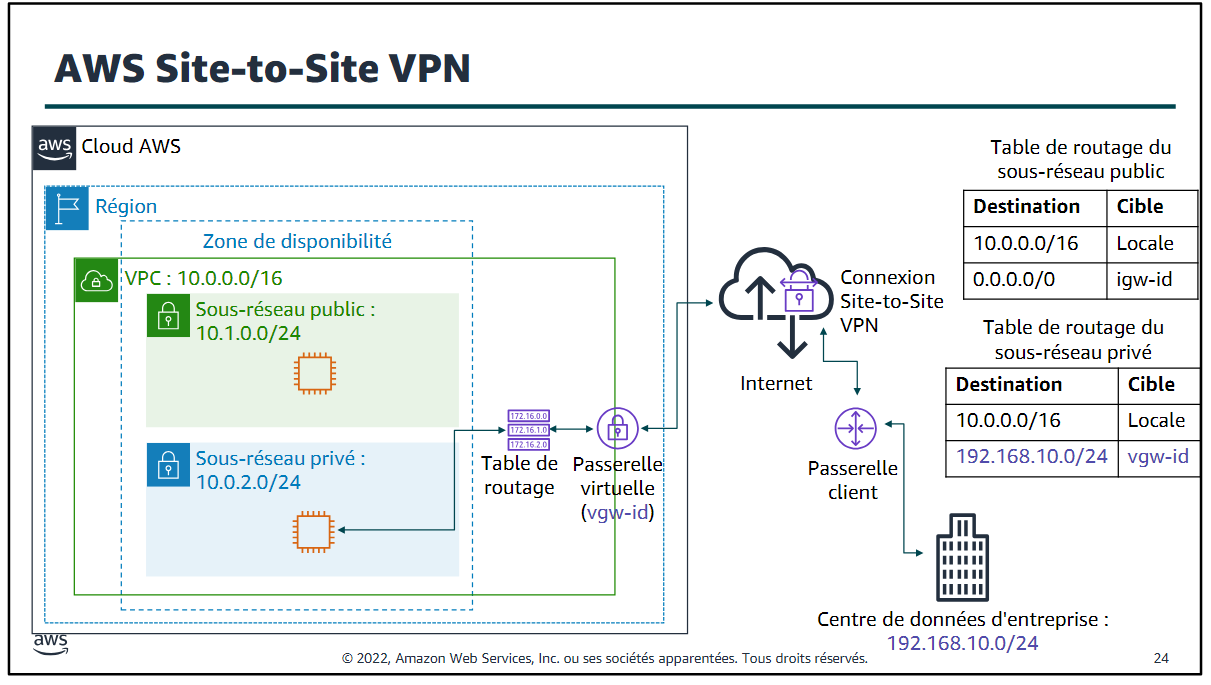 AWS Site-to-Site VPN
aws
Cloud AWS
Région
Zone de disponibilité
VPC : 10.0.0.0/16
Sous-réseau public :
10.1.0.0/24
Sous-réseau privé :
10.0.2.0/24
172.16.0.0
172.16.1.0
172.16.2.0
Table de
routage
Passerelle
virtuelle
(vgw-id)
Connexion
Site-to-Site
VPN
Internet
Passerelle
client
Centre de données d'entreprise :
192.168.10.0/24
Table de routage du
sous-réseau public
Destination Cible
10.0.0.0/16 Locale
0.0.0.0/0 igw-id
Table de routage du
sous-réseau privé
Destination Cible
10.0.0.0/16 Locale
192.168.10.0/24 vgw-id
aws
© 2022, Amazon Web Services, Inc. ou ses sociétés apparentées. Tous droits réservés.
24